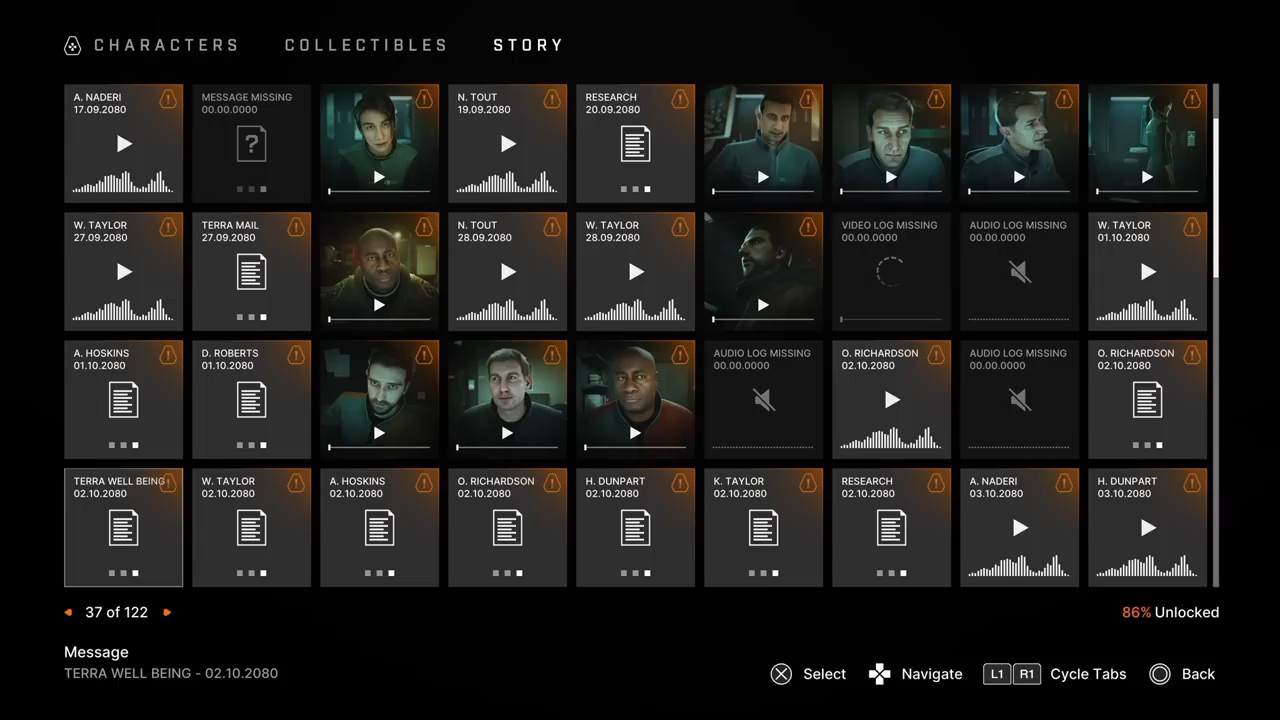 CHARACTERS COLLECTIBLES STORY
A. NADERI
17.09.2080
MESSAGE MISSING
00.00.0000
?
N. TOUT
19.09.2080
RESEARCH
20.09.2080
W. TAYLOR
27.09.2080
TERRA MAIL
27.09.2080
N. TOUT
28.09.2080
W. TAYLOR
28.09.2080
VIDEO LOG MISSING
00.00.0000
AUDIO LOG MISSING
00.00.0000
W. TAYLOR
01.10.2080
A. HOSKINS
01.10.2080
D. ROBERTS
01.10.2080
AUDIO LOG MISSING
00.00.0000
O. RICHARDSON
02.10.2080
AUDIO LOG MISSING
00.00.0000
O. RICHARDSON
02.10.2080
TERRA WELL BEING
02.10.2080
W. TAYLOR
02.10.2080
A. HOSKINS
02.10.2080
O. RICHARDSON
02.10.2080
H. DUNPART
02.10.2080
K. TAYLOR
02.10.2080
RESEARCH
02.10.2080
A. NADERI
03.10.2080
H. DUNPART
03.10.2080
37 of 122
86% Unlocked
Message
TERRA WELL BEING - 02.10.2080
Select Navigate L1 R1 Cycle Tabs Back